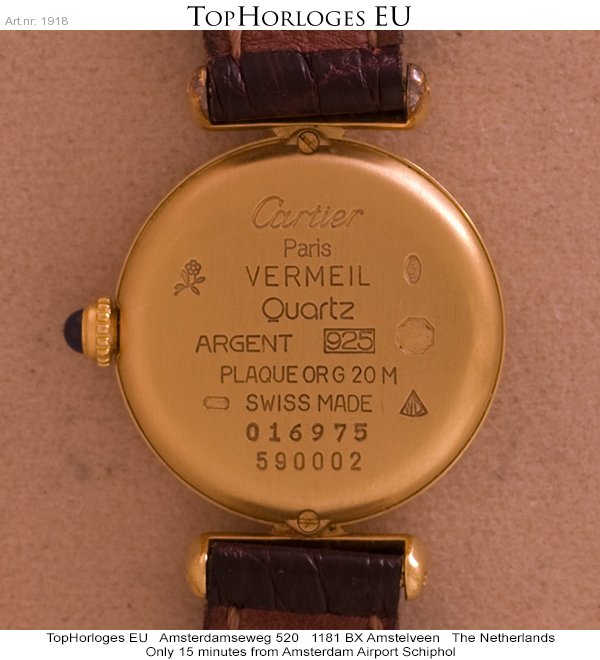 Art.nr: 1918
TopHorloges EU
Cartier
Paris
VERMEIL
Quartz
ARGENT 925
PLAQUE OR G 20 M
SWISS MADE
016975
590002
TopHorloges EU Amsterdamseweg 520 1181 BX Amstelveen The Netherlands
Only 15 minutes from Amsterdam Airport Schiphol